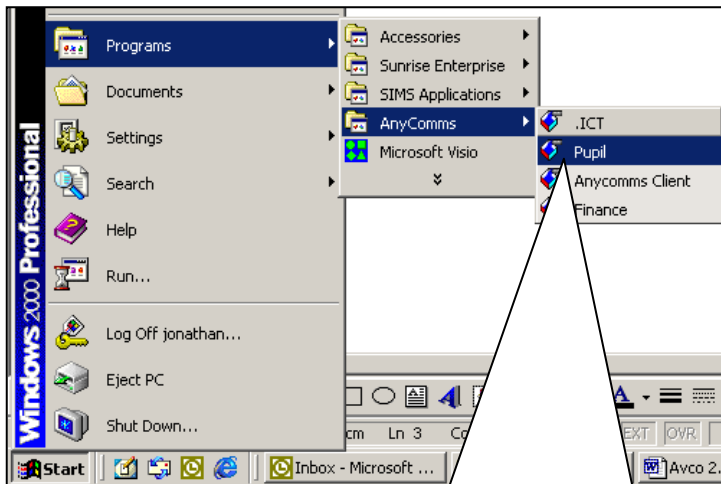 Windows 2000 Professional
Programs
Documents
Settings
Search
Help
Run...
Log Off jonathan...
Eject PC
Shut Down...
Accessories
Sunrise Enterprise
SIMS Applications
AnyComms
Microsoft Visio
.ICT
Pupil
Anycomms Client
Finance
A
cm Ln 3
EXT OVR
Start
Inbox - Microsoft ...
Avco 2.